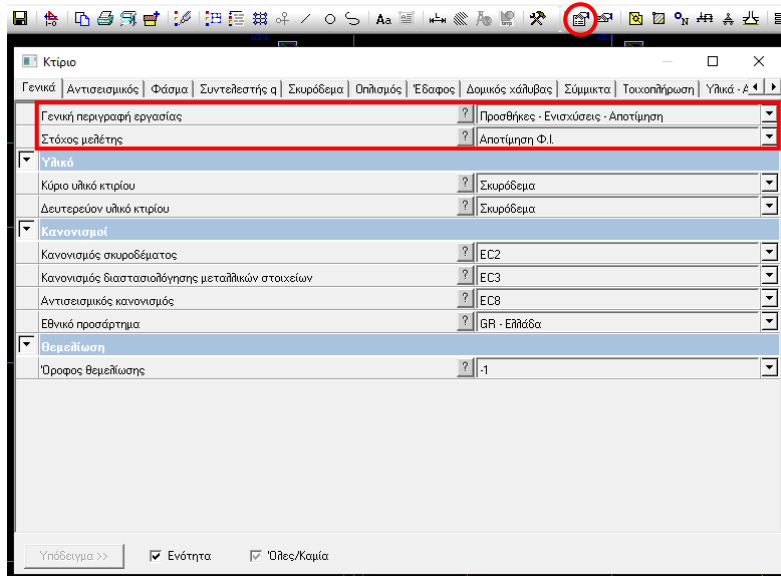 Aa
Κτίριο
Γενικά Αντισεισμικός Φάσμα Συντελεστής q Σκυρόδεμα Οπλισμός Έδαφος Δομικός χάλυβας Σύμμικτα Τοιχοπλήρωση Υλικά - Α
Γενική περιγραφή εργασίας ? Προσθήκες - Ενισχύσεις - Αποτίμηση
Στόχος μελέτης ? Αποτίμηση Φ.Ι.
Υλικό
Κύριο υλικό κτιρίου ? Σκυρόδεμα
Δευτερεύον υλικό κτιρίου ? Σκυρόδεμα
Κανονισμοί
Κανονισμός σκυροδέματος ? EC2
Κανονισμός διαστασιολόγησης μεταλλικών στοιχείων ? EC3
Αντισεισμικός κανονισμός ? EC8
Εθνικό προσάρτημα ? GR - Ελλάδα
Θεμελίωση
Όροφος θεμελίωσης ? -1
Υπόδειγμα >> Ενότητα Όλες/Καμία